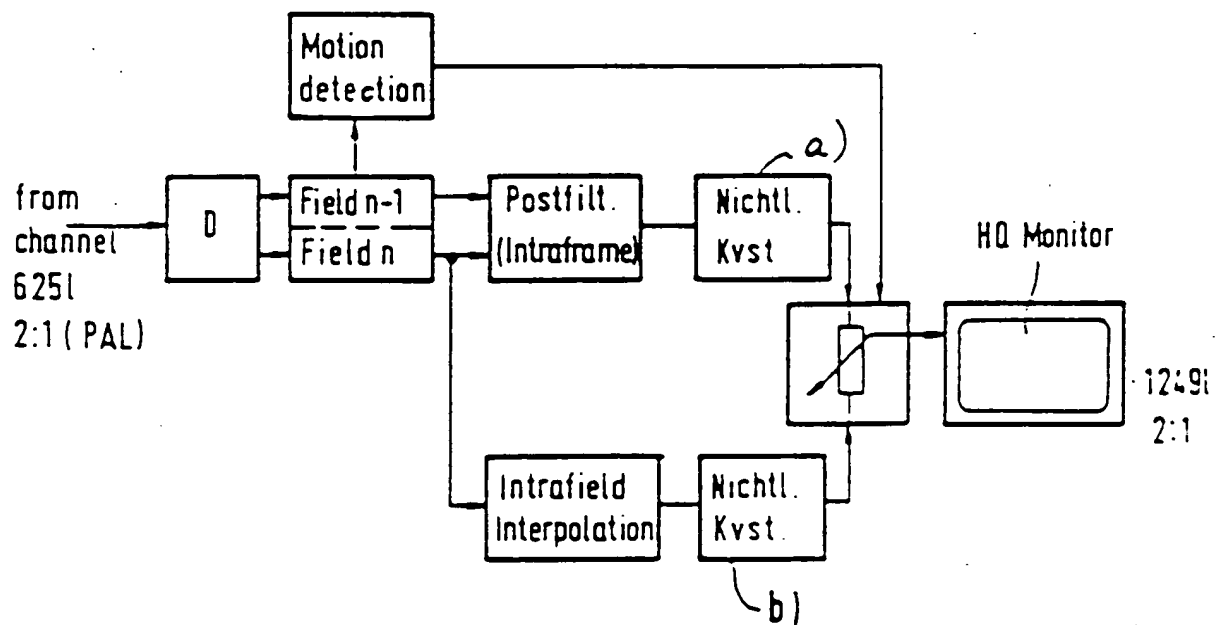 Motion
detection
a)
from
channel
625l
2:1 ( PAL)
D
Field n-1
Field n
Postfilt.
(Intraframe)
Nichtl.
Kvst
HQ Monitor
1249l
2:1
Intrafield
Interpolation
Nichtl.
Kvst.
b)